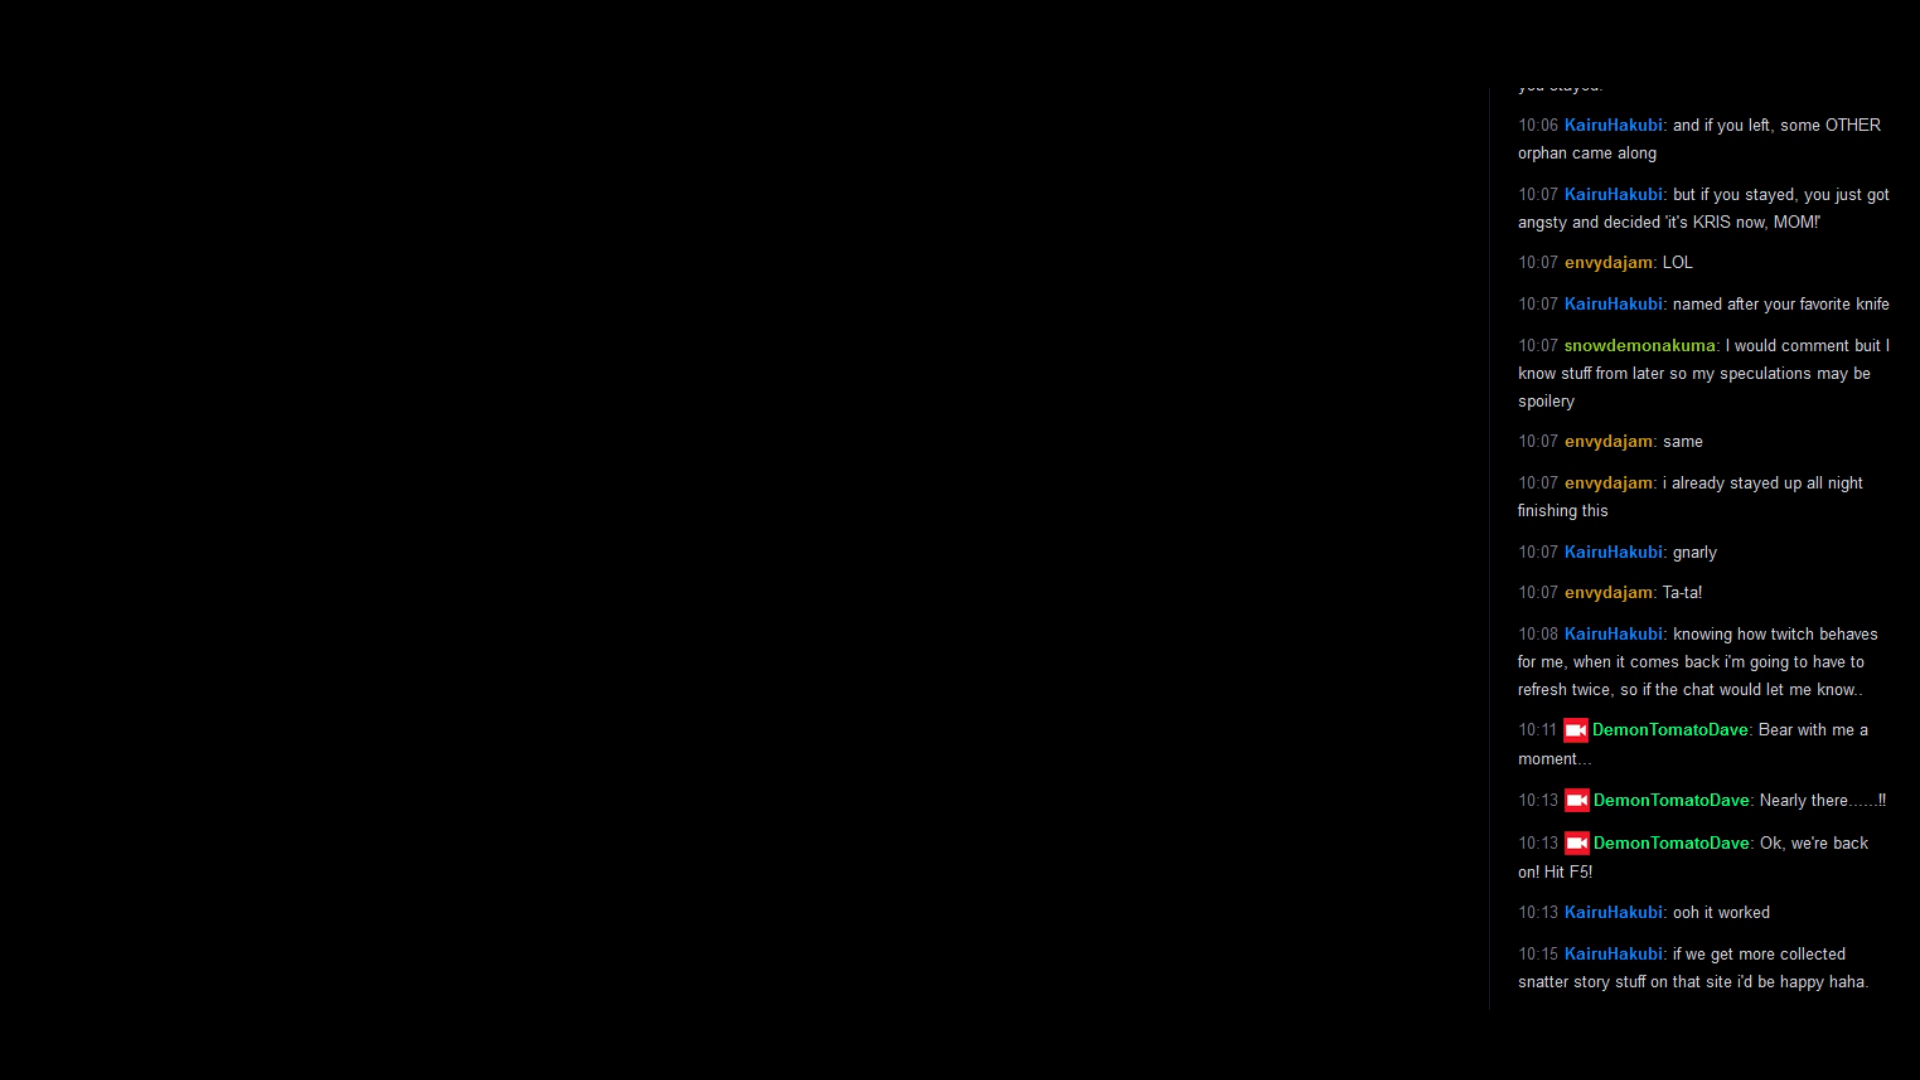 you stayed.
10:06 KairuHakubi: and if you left, some OTHER
orphan came along
10:07 KairuHakubi: but if you stayed, you just got
angsty and decided 'it's KRIS now, MOM!'
10:07 envydajam: LOL
10:07 KairuHakubi: named after your favorite knife
10:07 snowdemonakuma: I would comment buit I
know stuff from later so my speculations may be
spoilery
10:07 envydajam: same
10:07 envydajam: i already stayed up all night
finishing this
10:07 KairuHakubi: gnarly
10:07 envydajam: Ta-ta!
10:08 KairuHakubi: knowing how twitch behaves
for me, when it comes back i'm going to have to
refresh twice, so if the chat would let me know..
10:11 DemonTomatoDave: Bear with me a
moment...
10:13 DemonTomatoDave: Nearly there......!!
10:13 DemonTomatoDave: Ok, we're back
on! Hit F5!
10:13 KairuHakubi: ooh it worked
10:15 KairuHakubi: if we get more collected
snatter story stuff on that site i'd be happy haha.